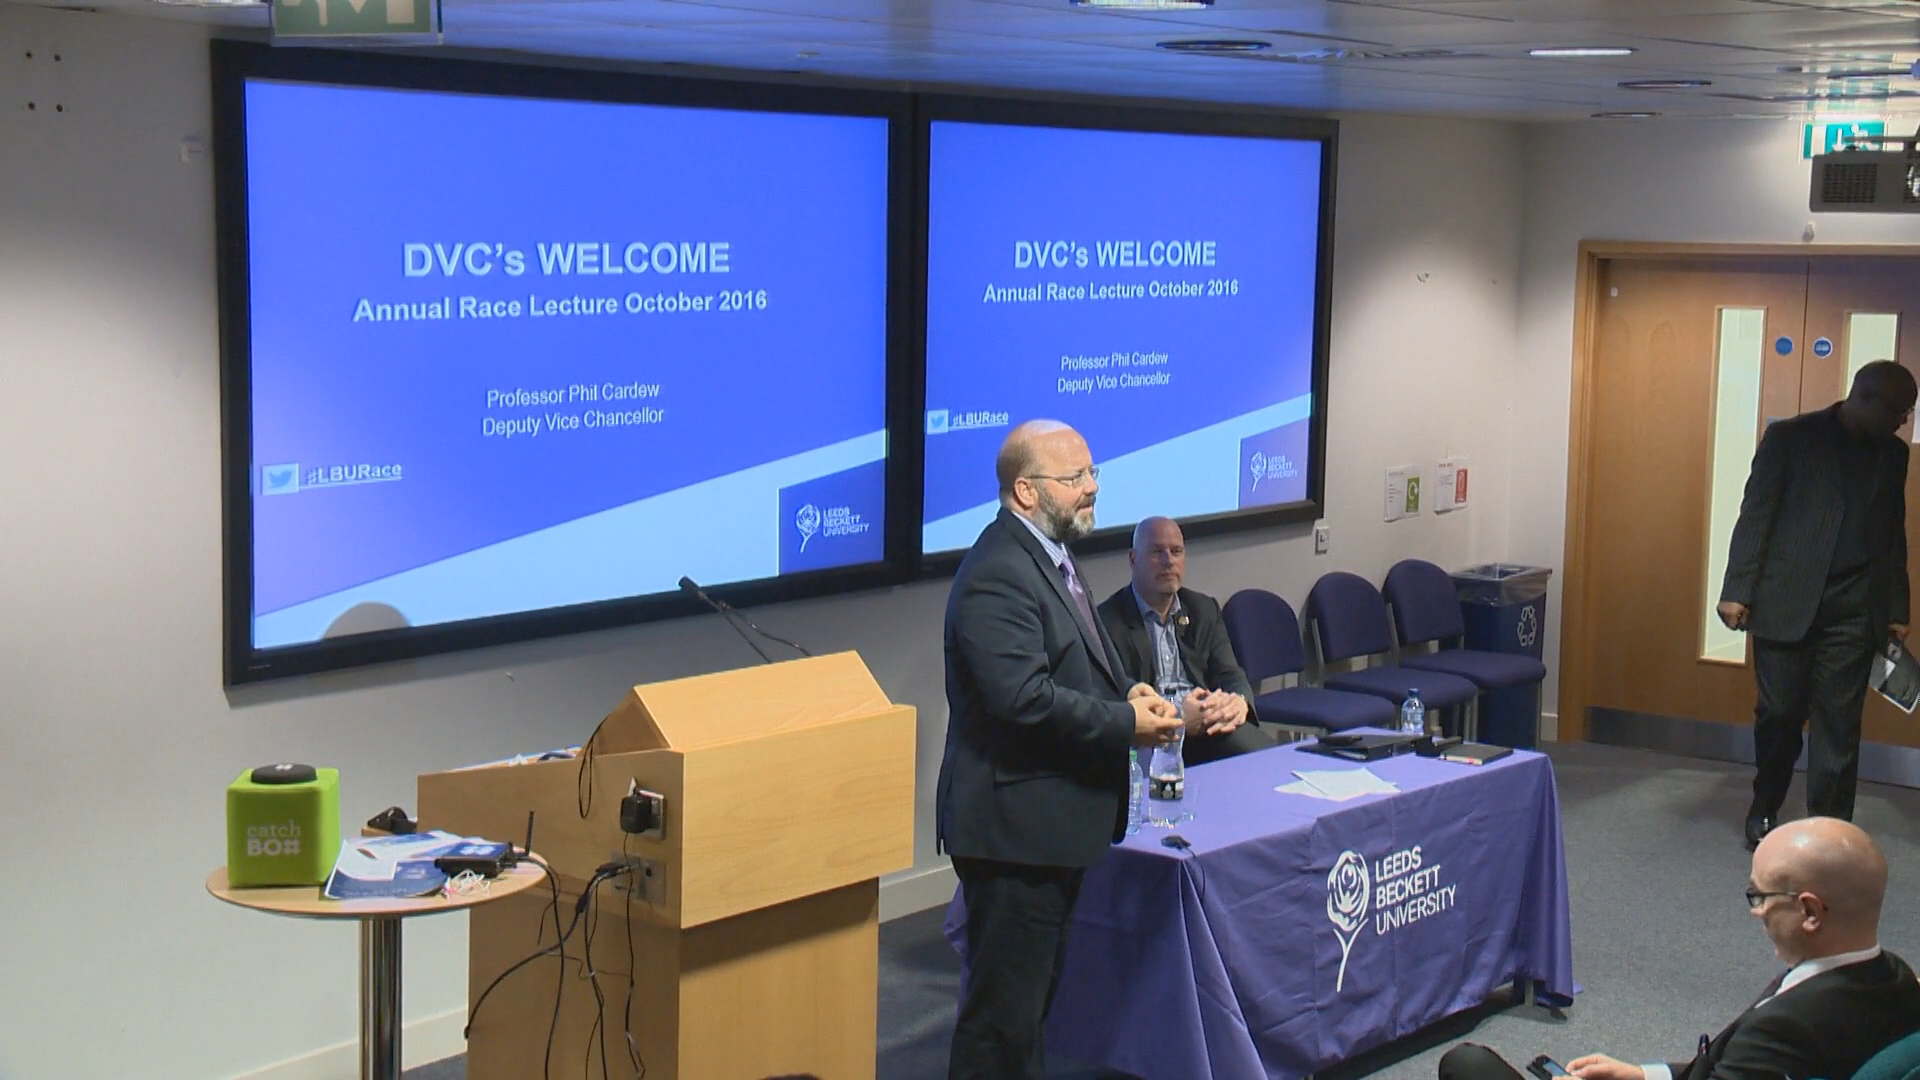 DVC's WELCOME
Annual Race Lecture October 2016
Professor Phil Cardew
Deputy Vice Chancellor
#LBURace
LEEDS
BECKETT
UNIVERSITY
DVC's WELCOME
Annual Race Lecture October 2016
Professor Phil Cardew
Deputy Vice Chancellor
#LBURace
LEEDS
BECKETT
UNIVERSITY
catch
BO#
LEEDS
BECKETT
UNIVERSITY